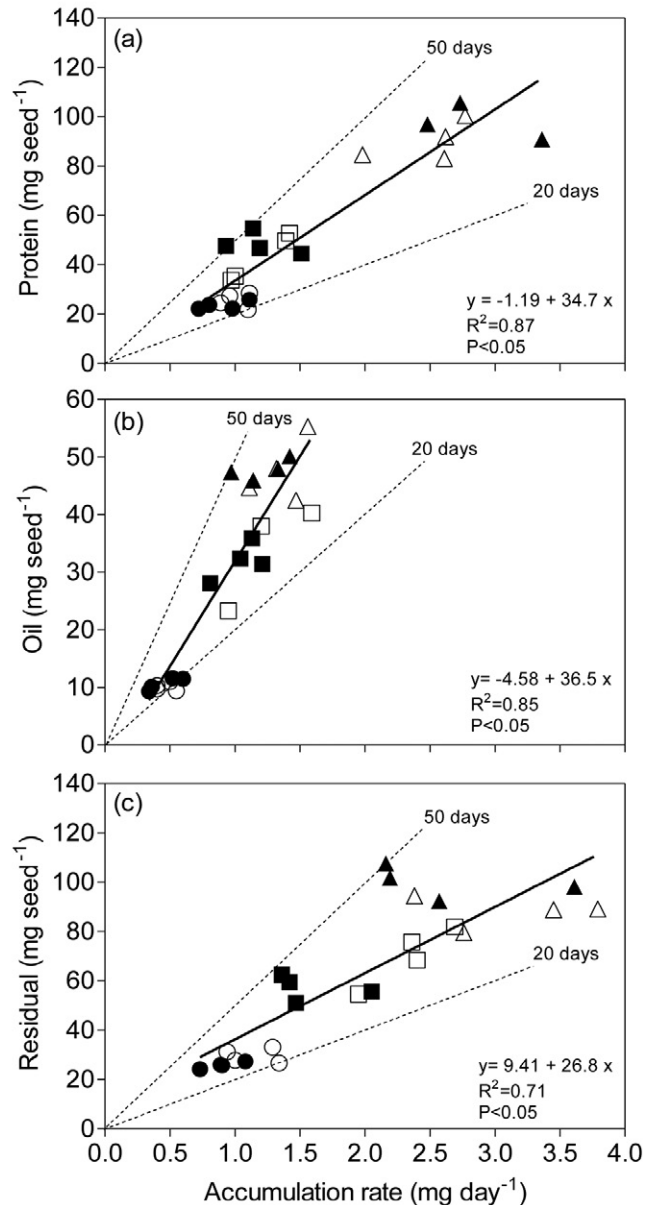 (a)
Protein (mg seed⁻¹)
140
120
100
80
60
40
20
0
50 days
20 days
y = -1.19 + 34.7 x
R²=0.87
P<0.05
(b)
Oil (mg seed⁻¹)
60
50
40
30
20
10
0
50 days
20 days
y= -4.58 + 36.5 x
R²=0.85
P<0.05
(c)
Residual (mg seed⁻¹)
140
120
100
80
60
40
20
0
50 days
20 days
y= 9.41 + 26.8 x
R²=0.71
P<0.05
0.0 0.5 1.0 1.5 2.0 2.5 3.0 3.5 4.0
Accumulation rate (mg day⁻¹)